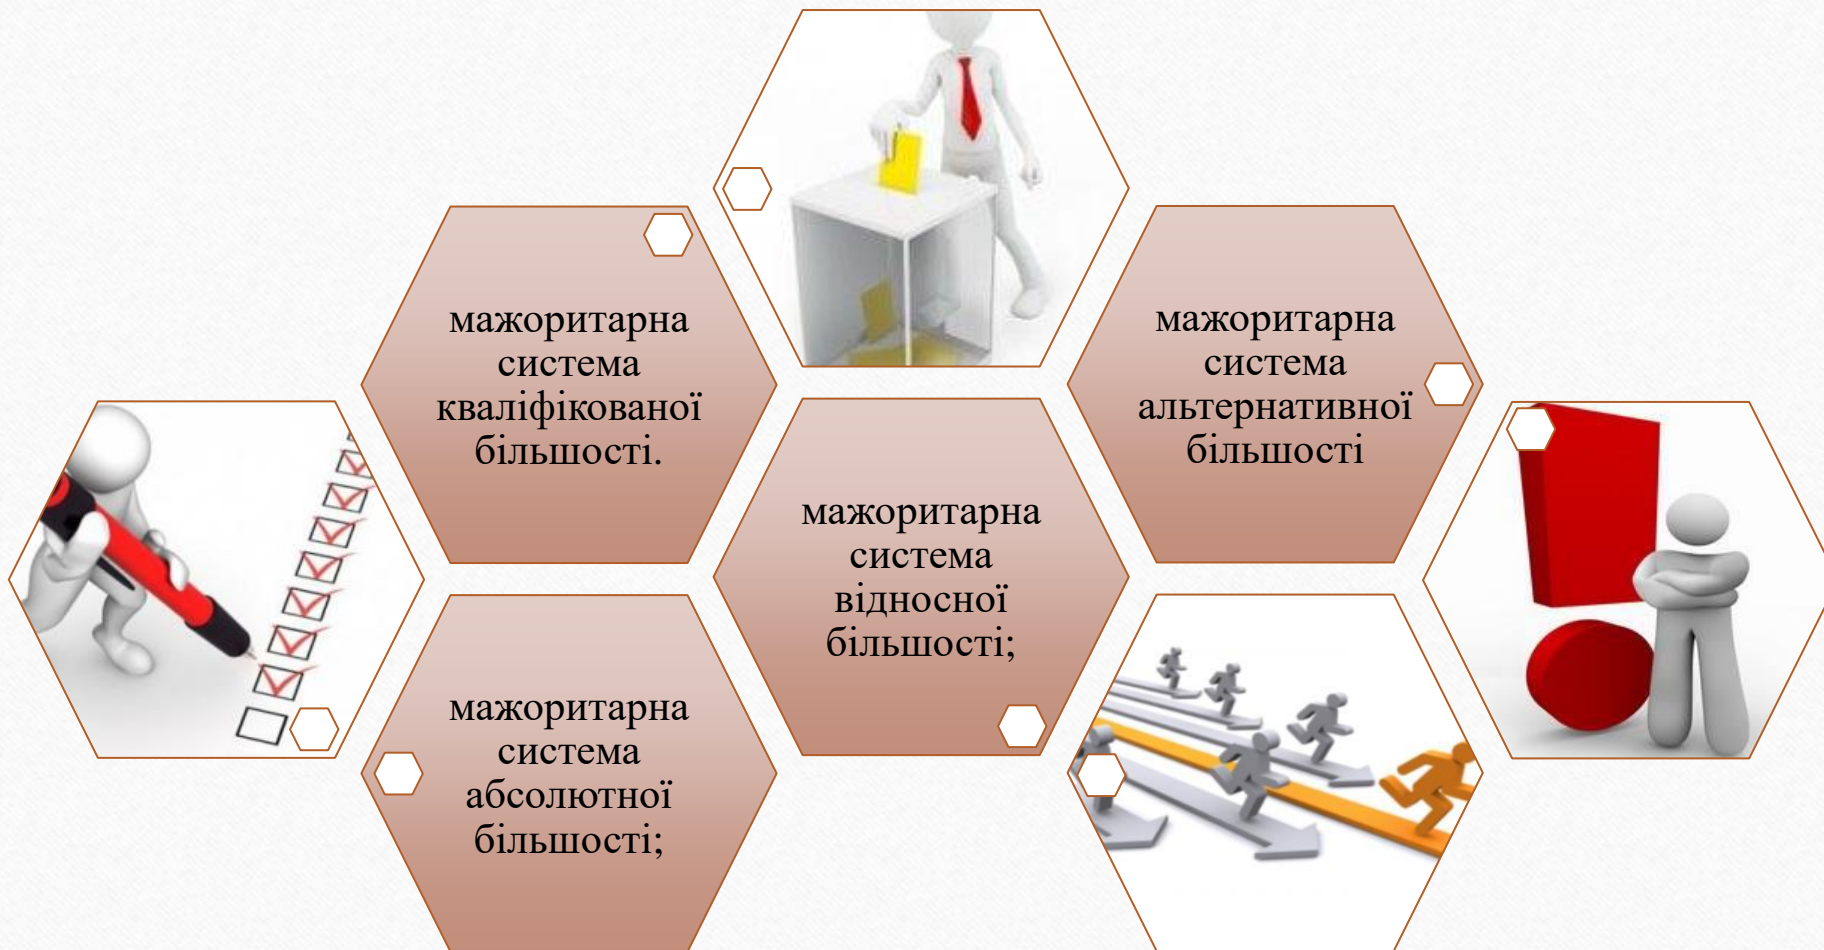 мажоритарна
система
кваліфікованої
більшості.
мажоритарна
система
альтернативної
більшості
мажоритарна
система
відносної
більшості;
мажоритарна
система
абсолютної
більшості;